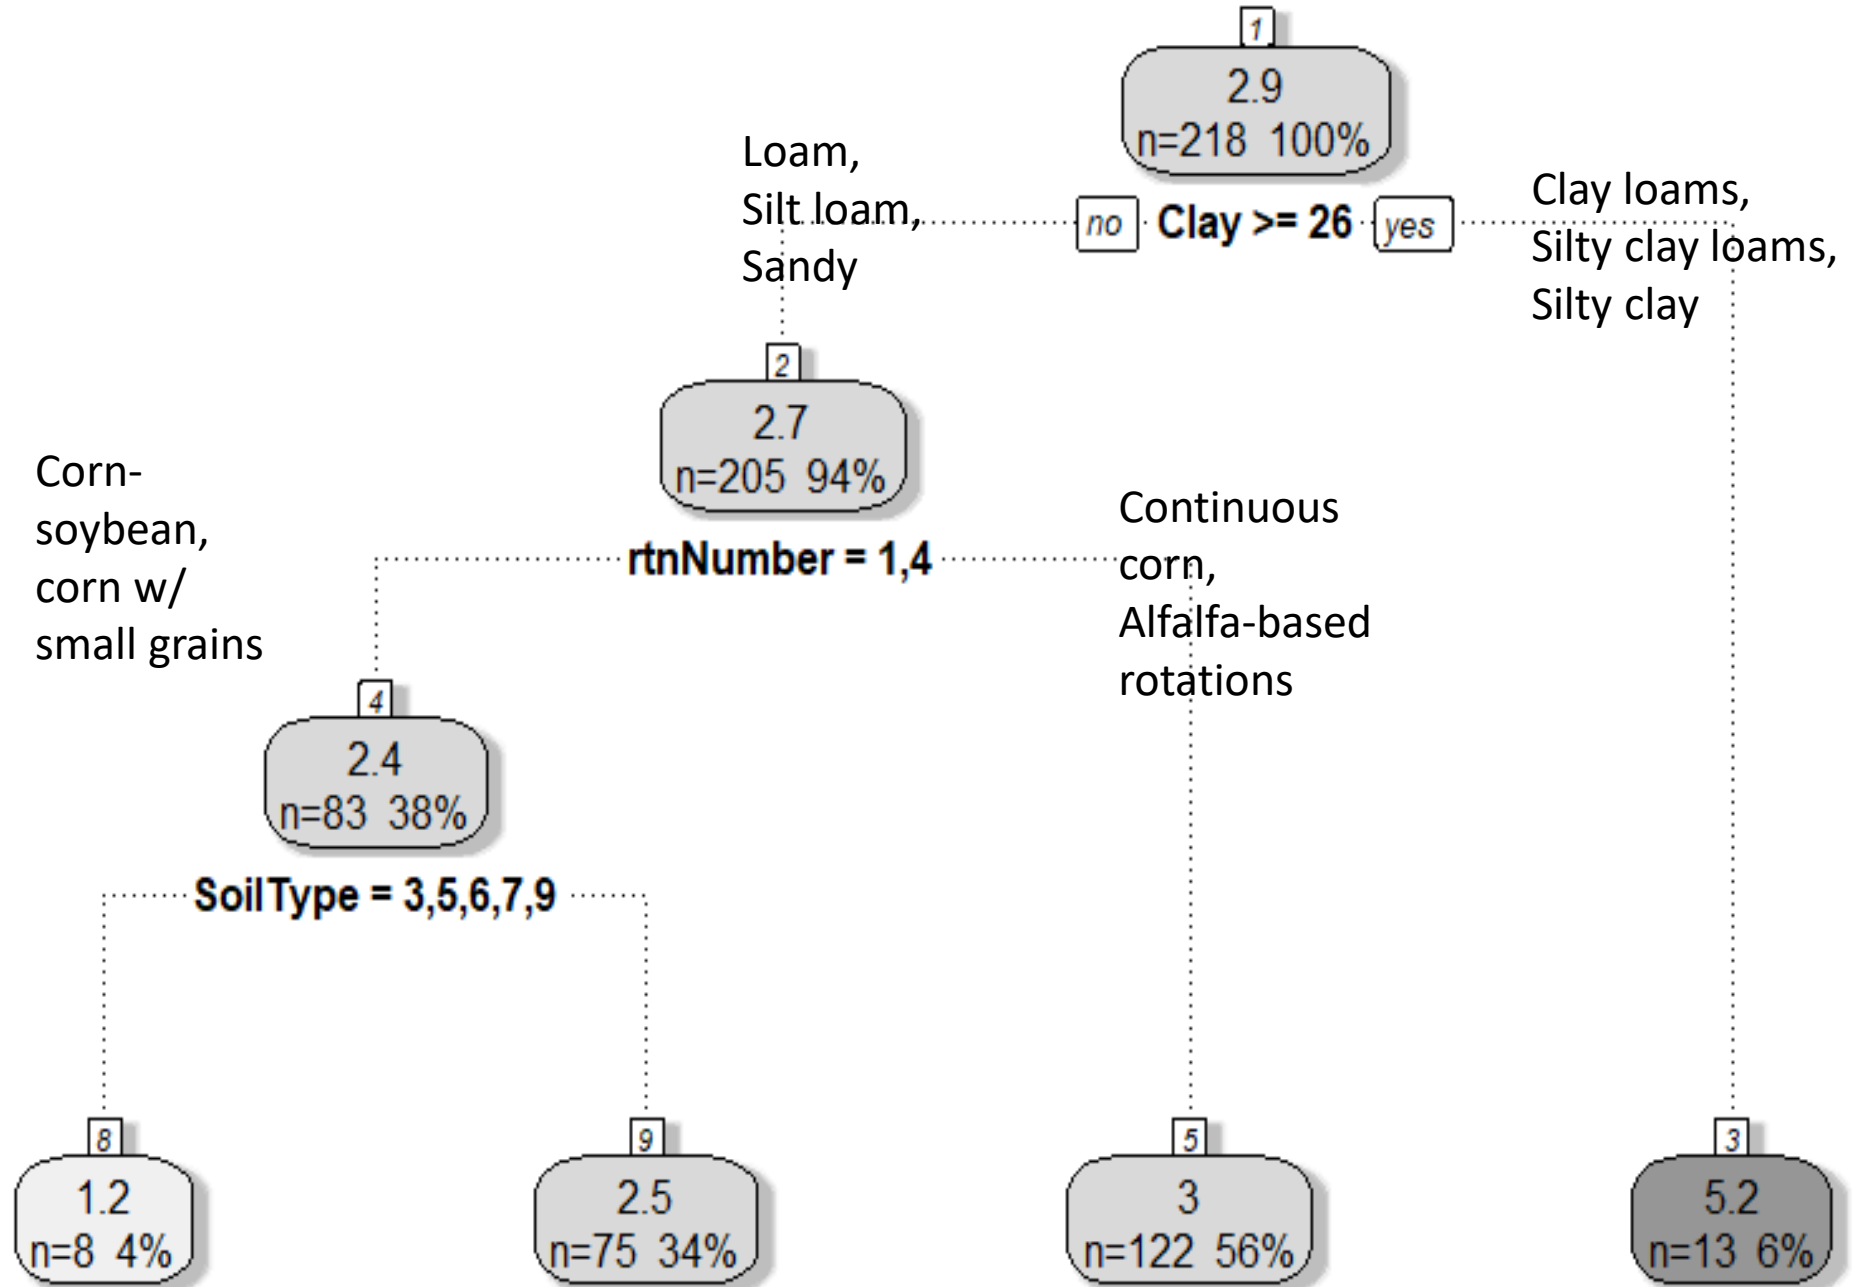 1
2.9
n=218 100%
Loam,
Silt loam,
Sandy
no Clay >= 26 yes
Clay loams,
Silty clay loams,
Silty clay
2
2.7
n=205 94%
rtnNumber = 1,4
Corn-
soybean,
corn w/
small grains
Continuous
corn,
Alfalfa-based
rotations
4
2.4
n=83 38%
SoilType = 3,5,6,7,9
8
1.2
n=8 4%
9
2.5
n=75 34%
5
3
n=122 56%
3
5.2
n=13 6%